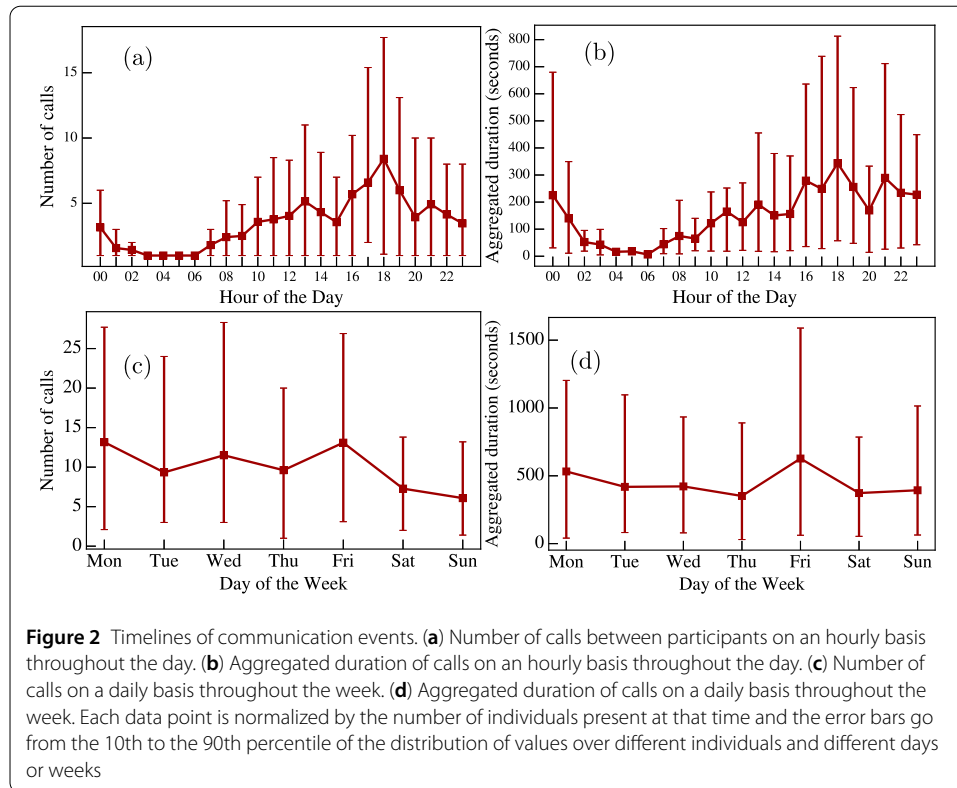 (a)
Number of calls
15
10
5
00 02 04 06 08 10 12 14 16 18 20 22
Hour of the Day
(b)
Aggregated duration (seconds)
800
700
600
500
400
300
200
100
0
00 02 04 06 08 10 12 14 16 18 20 22
Hour of the Day
(c)
Number of calls
25
20
15
10
5
0
Mon Tue Wed Thu Fri Sat Sun
Day of the Week
(d)
Aggregated duration (seconds)
1500
1000
500
0
Mon Tue Wed Thu Fri Sat Sun
Day of the Week
Figure 2 Timelines of communication events. (a) Number of calls between participants on an hourly basis
throughout the day. (b) Aggregated duration of calls on an hourly basis throughout the day. (c) Number of
calls on a daily basis throughout the week. (d) Aggregated duration of calls on a daily basis throughout the
week. Each data point is normalized by the number of individuals present at that time and the error bars go
from the 10th to the 90th percentile of the distribution of values over different individuals and different days
or weeks